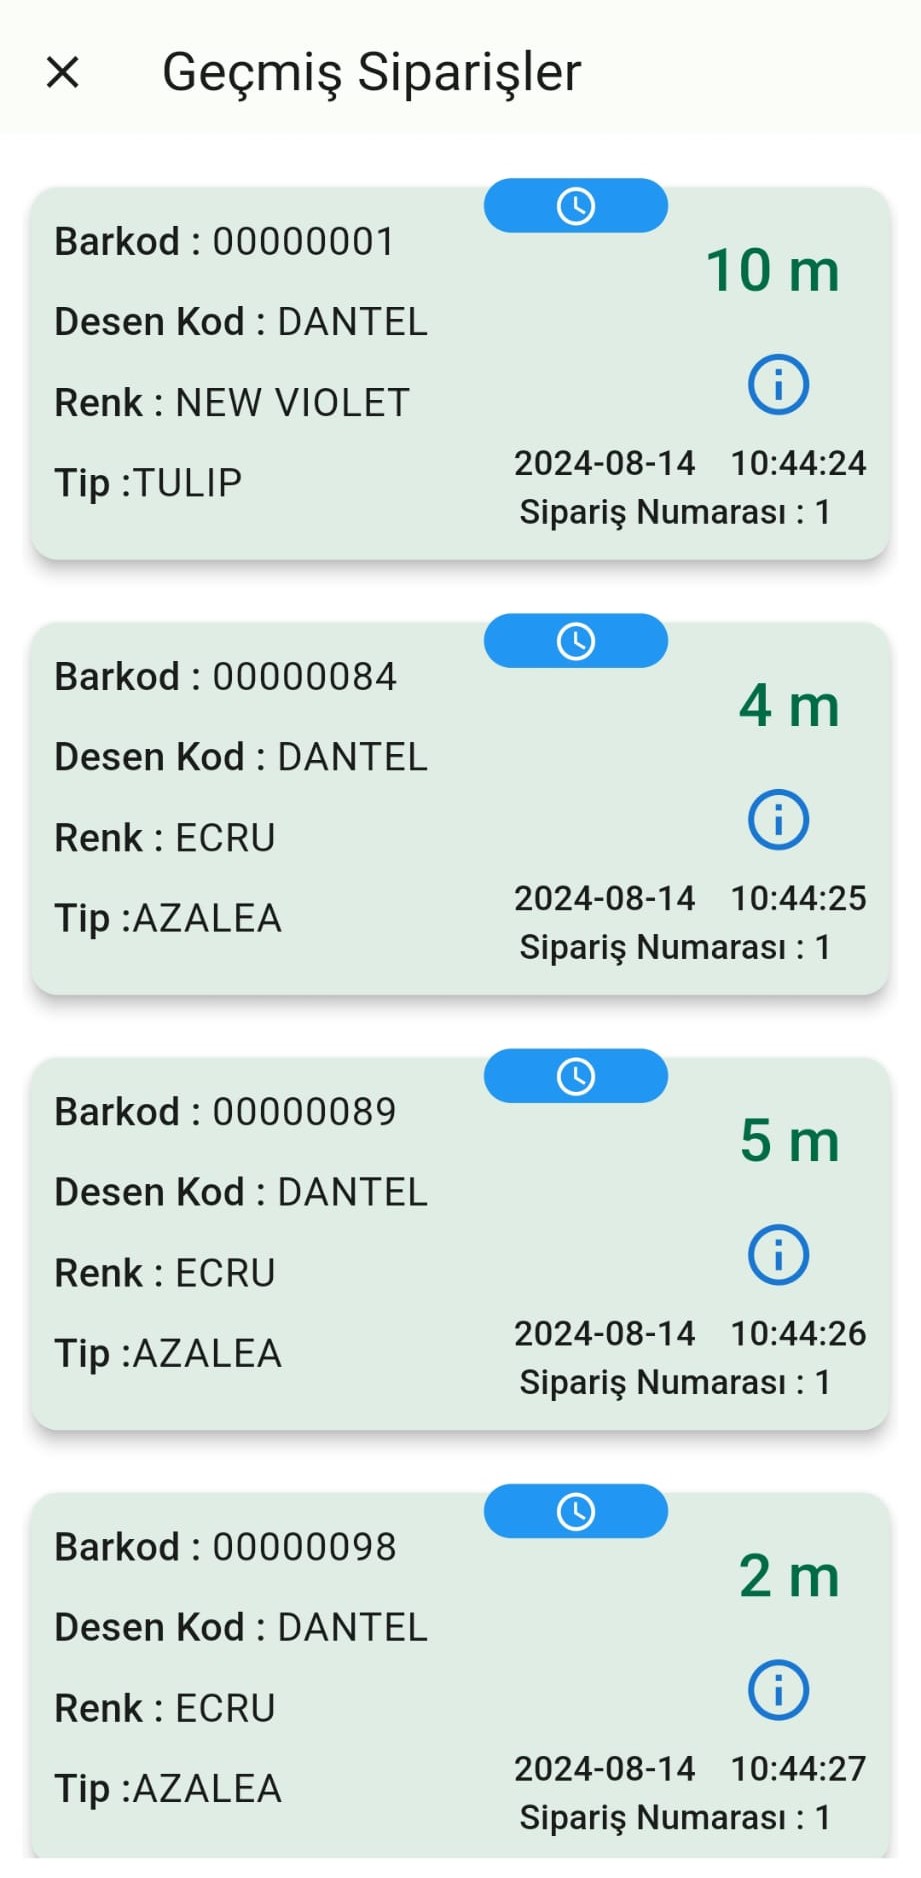 Geçmiş Siparişler
Barkod : 00000001
10 m
Desen Kod : DANTEL
Renk : NEW VIOLET
Tip :TULIP
2024-08-14 10:44:24
Sipariş Numarası : 1
Barkod : 00000084
4 m
Desen Kod : DANTEL
Renk : ECRU
Tip :AZALEA
2024-08-14 10:44:25
Sipariş Numarası : 1
Barkod : 00000089
5 m
Desen Kod : DANTEL
Renk : ECRU
Tip :AZALEA
2024-08-14 10:44:26
Sipariş Numarası : 1
Barkod : 00000098
2 m
Desen Kod : DANTEL
Renk : ECRU
Tip :AZALEA
2024-08-14 10:44:27
Sipariş Numarası : 1